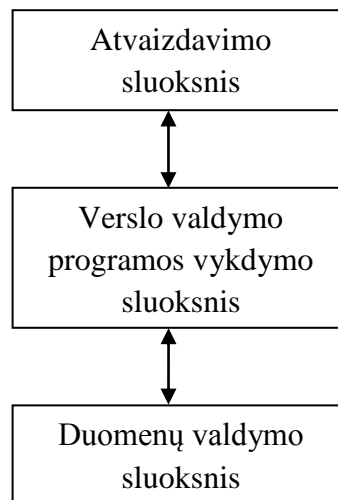 Atvaizdavimo
sluoksnis
Verslo valdymo
programos vykdymo
sluoksnis
Duomenų valdymo
sluoksnis